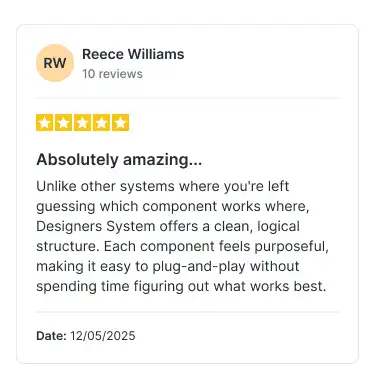 RW
Reece Williams
10 reviews
Absolutely amazing...
Unlike other systems where you're left
guessing which component works where,
Designers System offers a clean, logical
structure. Each component feels purposeful,
making it easy to plug-and-play without
spending time figuring out what works best.
Date: 12/05/2025